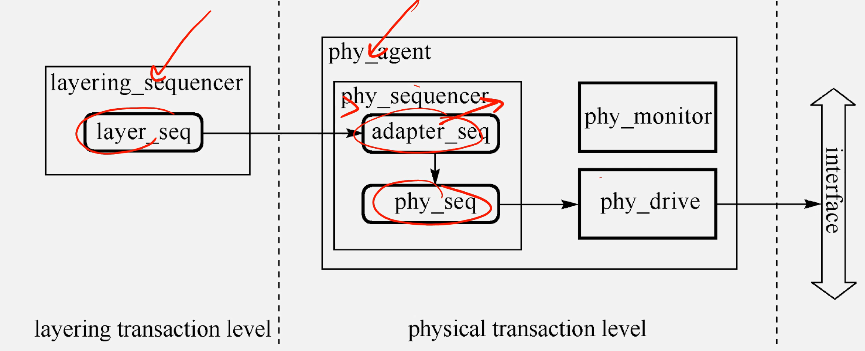 phy_agent
layering_sequencer
phy_sequencer
layer_seq
adapter_seq
phy_monitor
phy_seq
phy_drive
interface
layering transaction level
physical transaction level